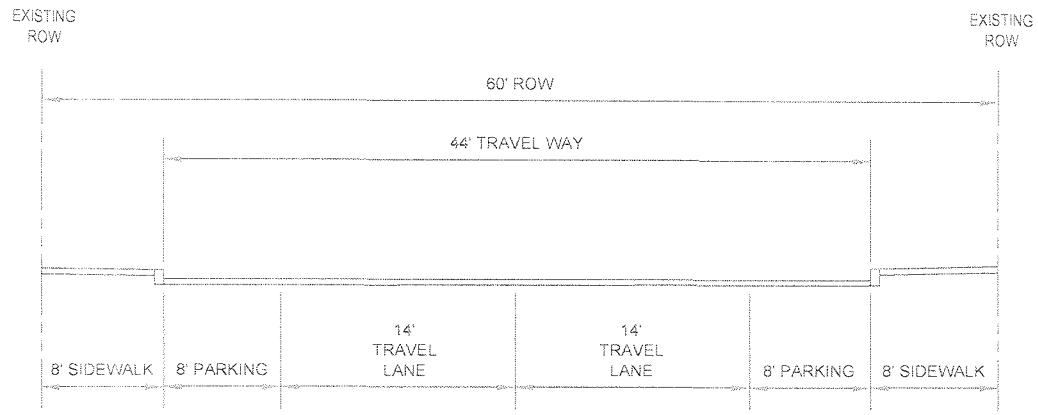 EXISTING
ROW
EXISTING
ROW
60' ROW
44' TRAVEL WAY
8' SIDEWALK
8' PARKING
14'
TRAVEL
LANE
14'
TRAVEL
LANE
8' PARKING
8' SIDEWALK